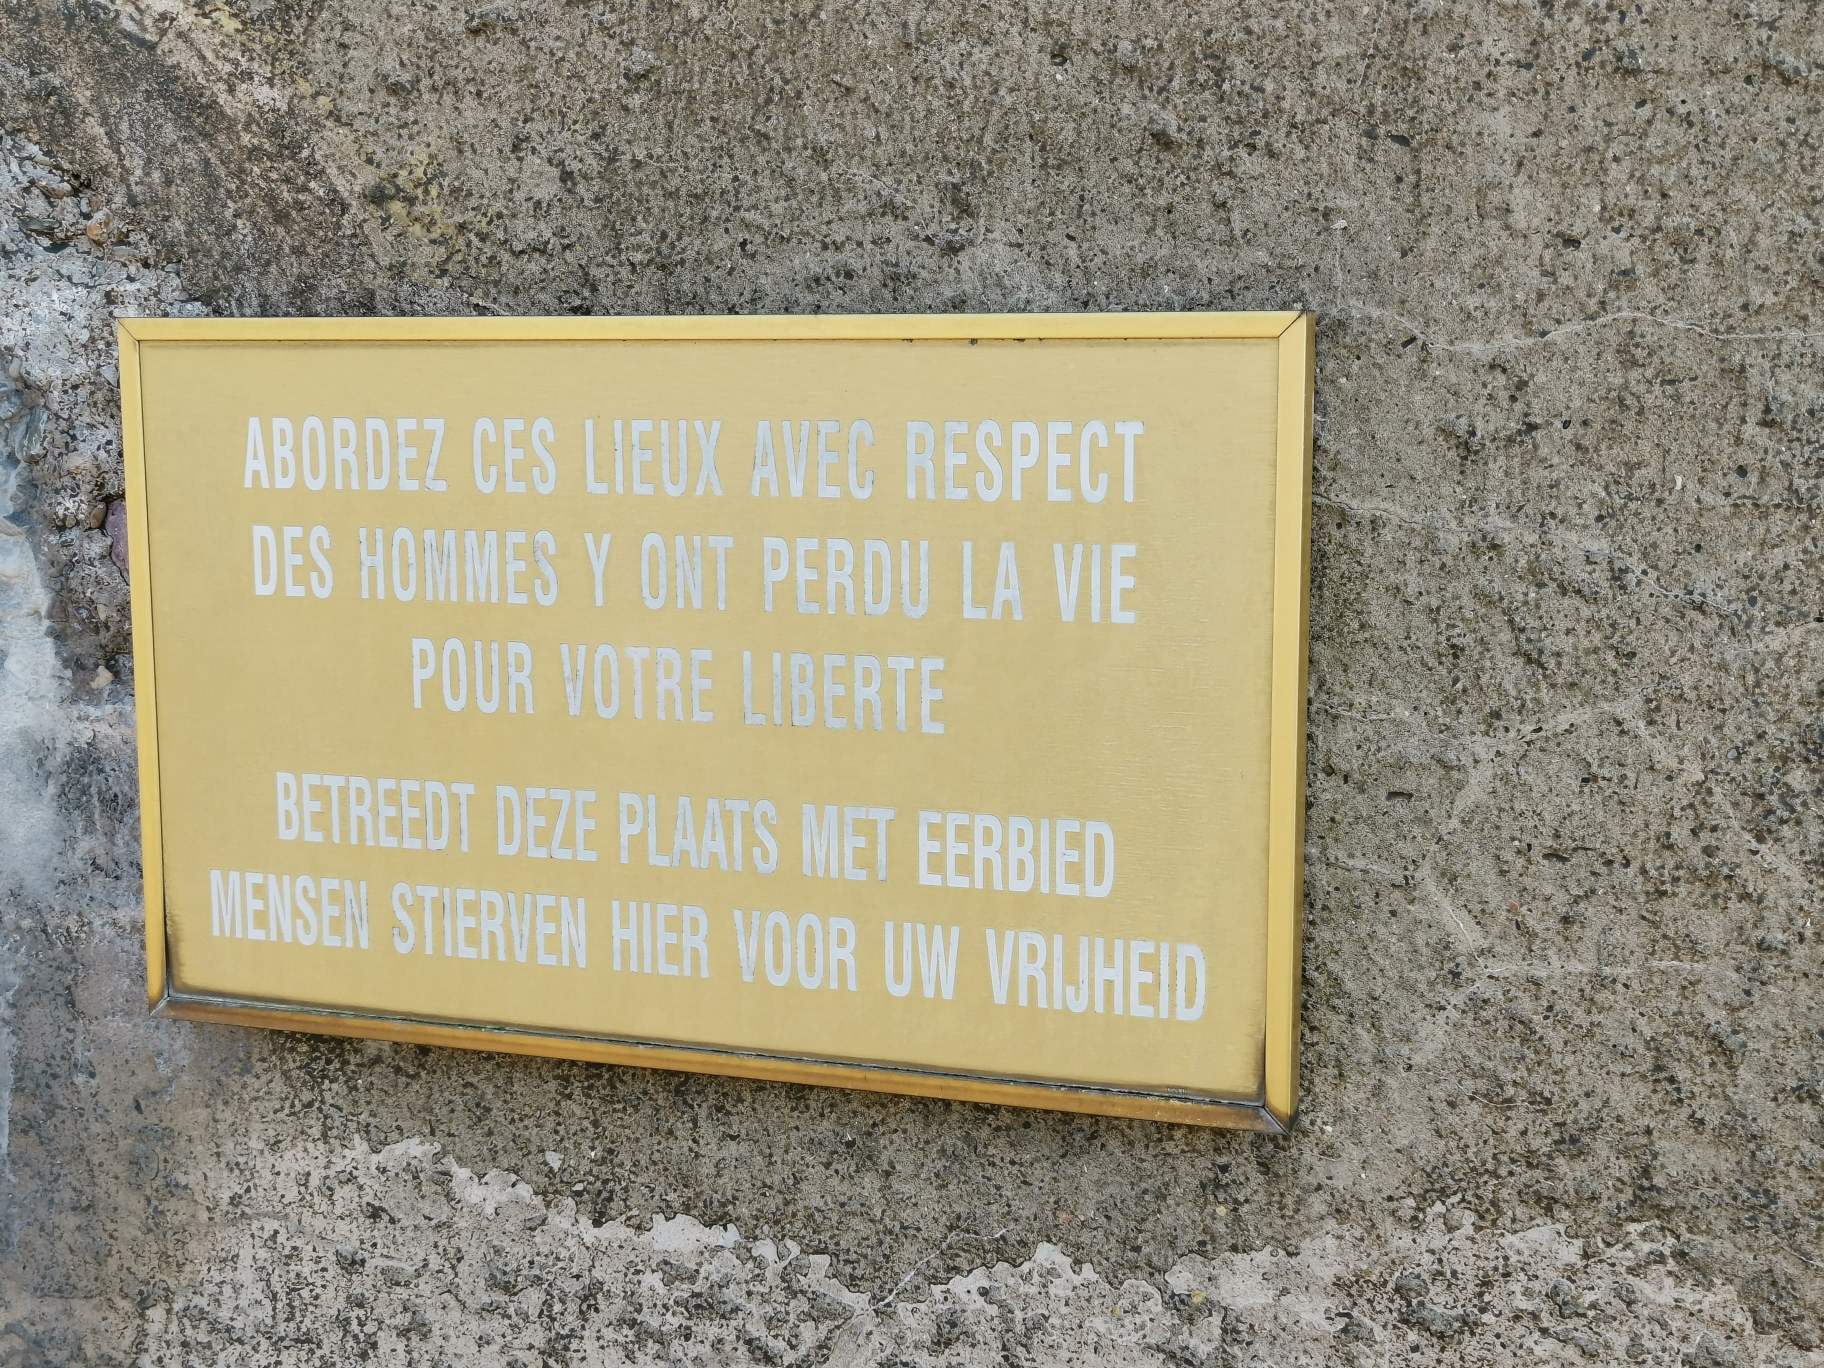 ABORDEZ CES LIEUX AVEC RESPECT
DES HOMMES Y ONT PERDU LA VIE
POUR VOTRE LIBERTE
BETREEDT DEZE PLAATS MET EERBIED
MENSEN STIERVEN HIER VOOR UW VRIJHEID